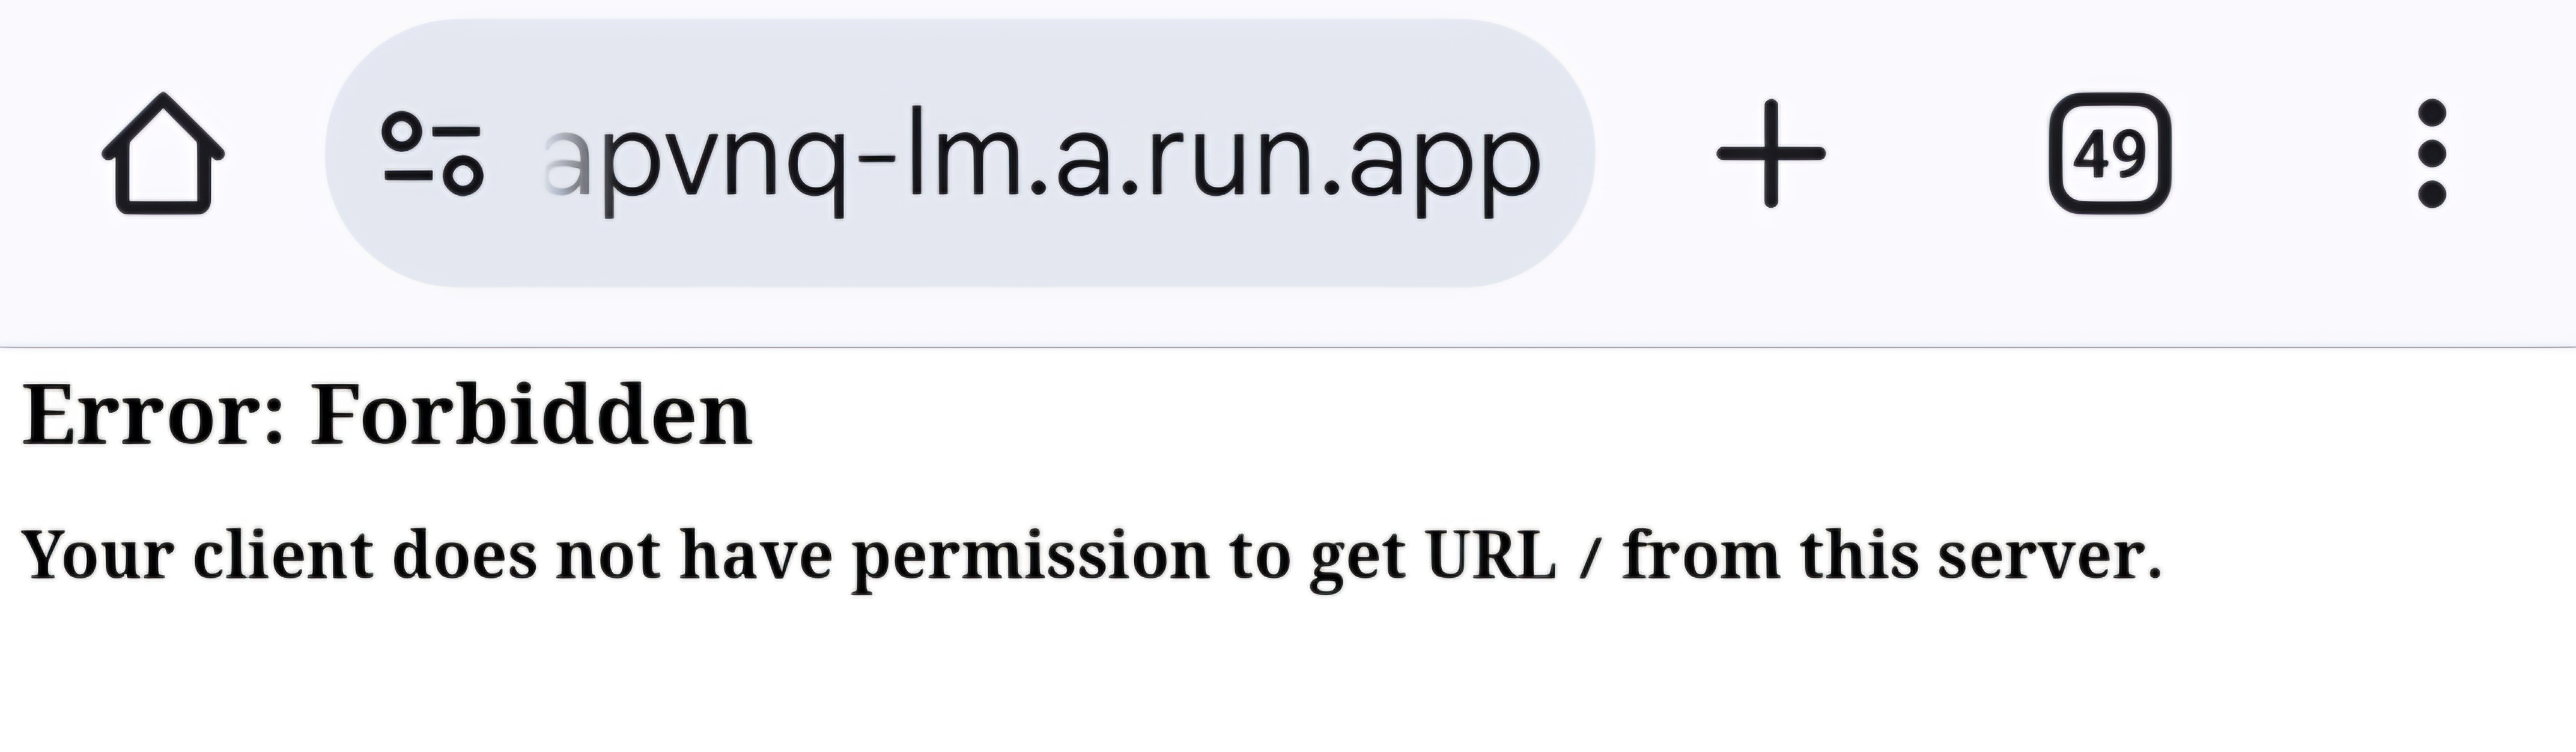 apvnq-lm.a.run.app
49
Error: Forbidden
Your client does not have permission to get URL / from this server.